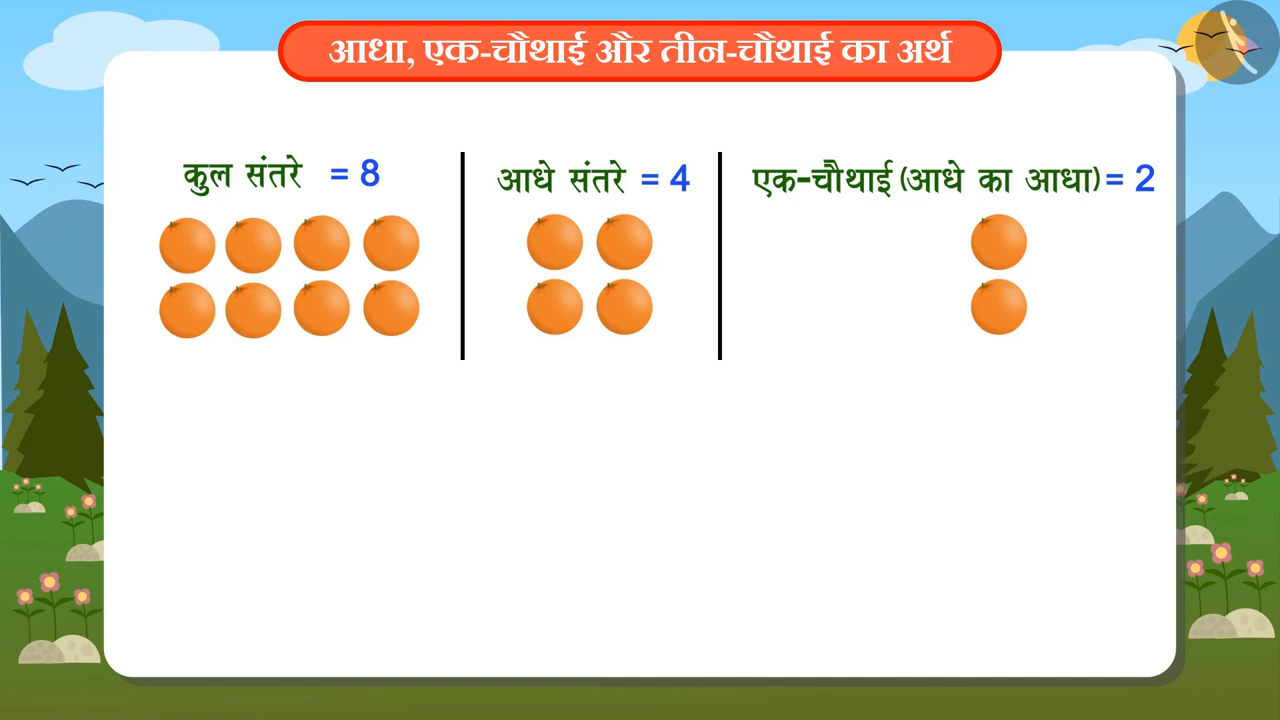 आधा, एक-चौथाई और तीन-चौथाई का अर्थ
कुल संतरे = 8
आधे संतरे = 4
एक-चौथाई (आधे का आधा) = 2